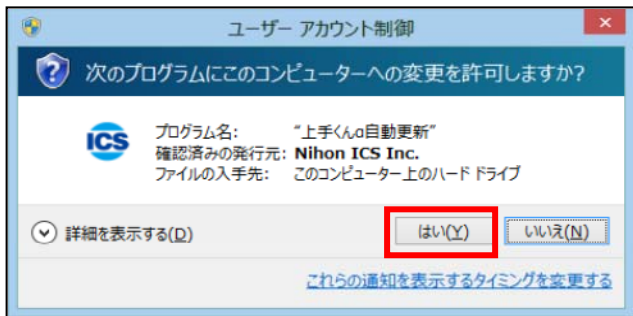 ユーザー アカウント制御
次のプログラムにこのコンピューターへの変更を許可しますか?
ICS
プログラム名: “上手くんα自動更新”
確認済みの発行元: Nihon ICS Inc.
ファイルの入手先: このコンピューター上のハード ドライブ
詳細を表示する(D) はい(Y) いいえ(N)
これらの通知を表示するタイミングを変更する